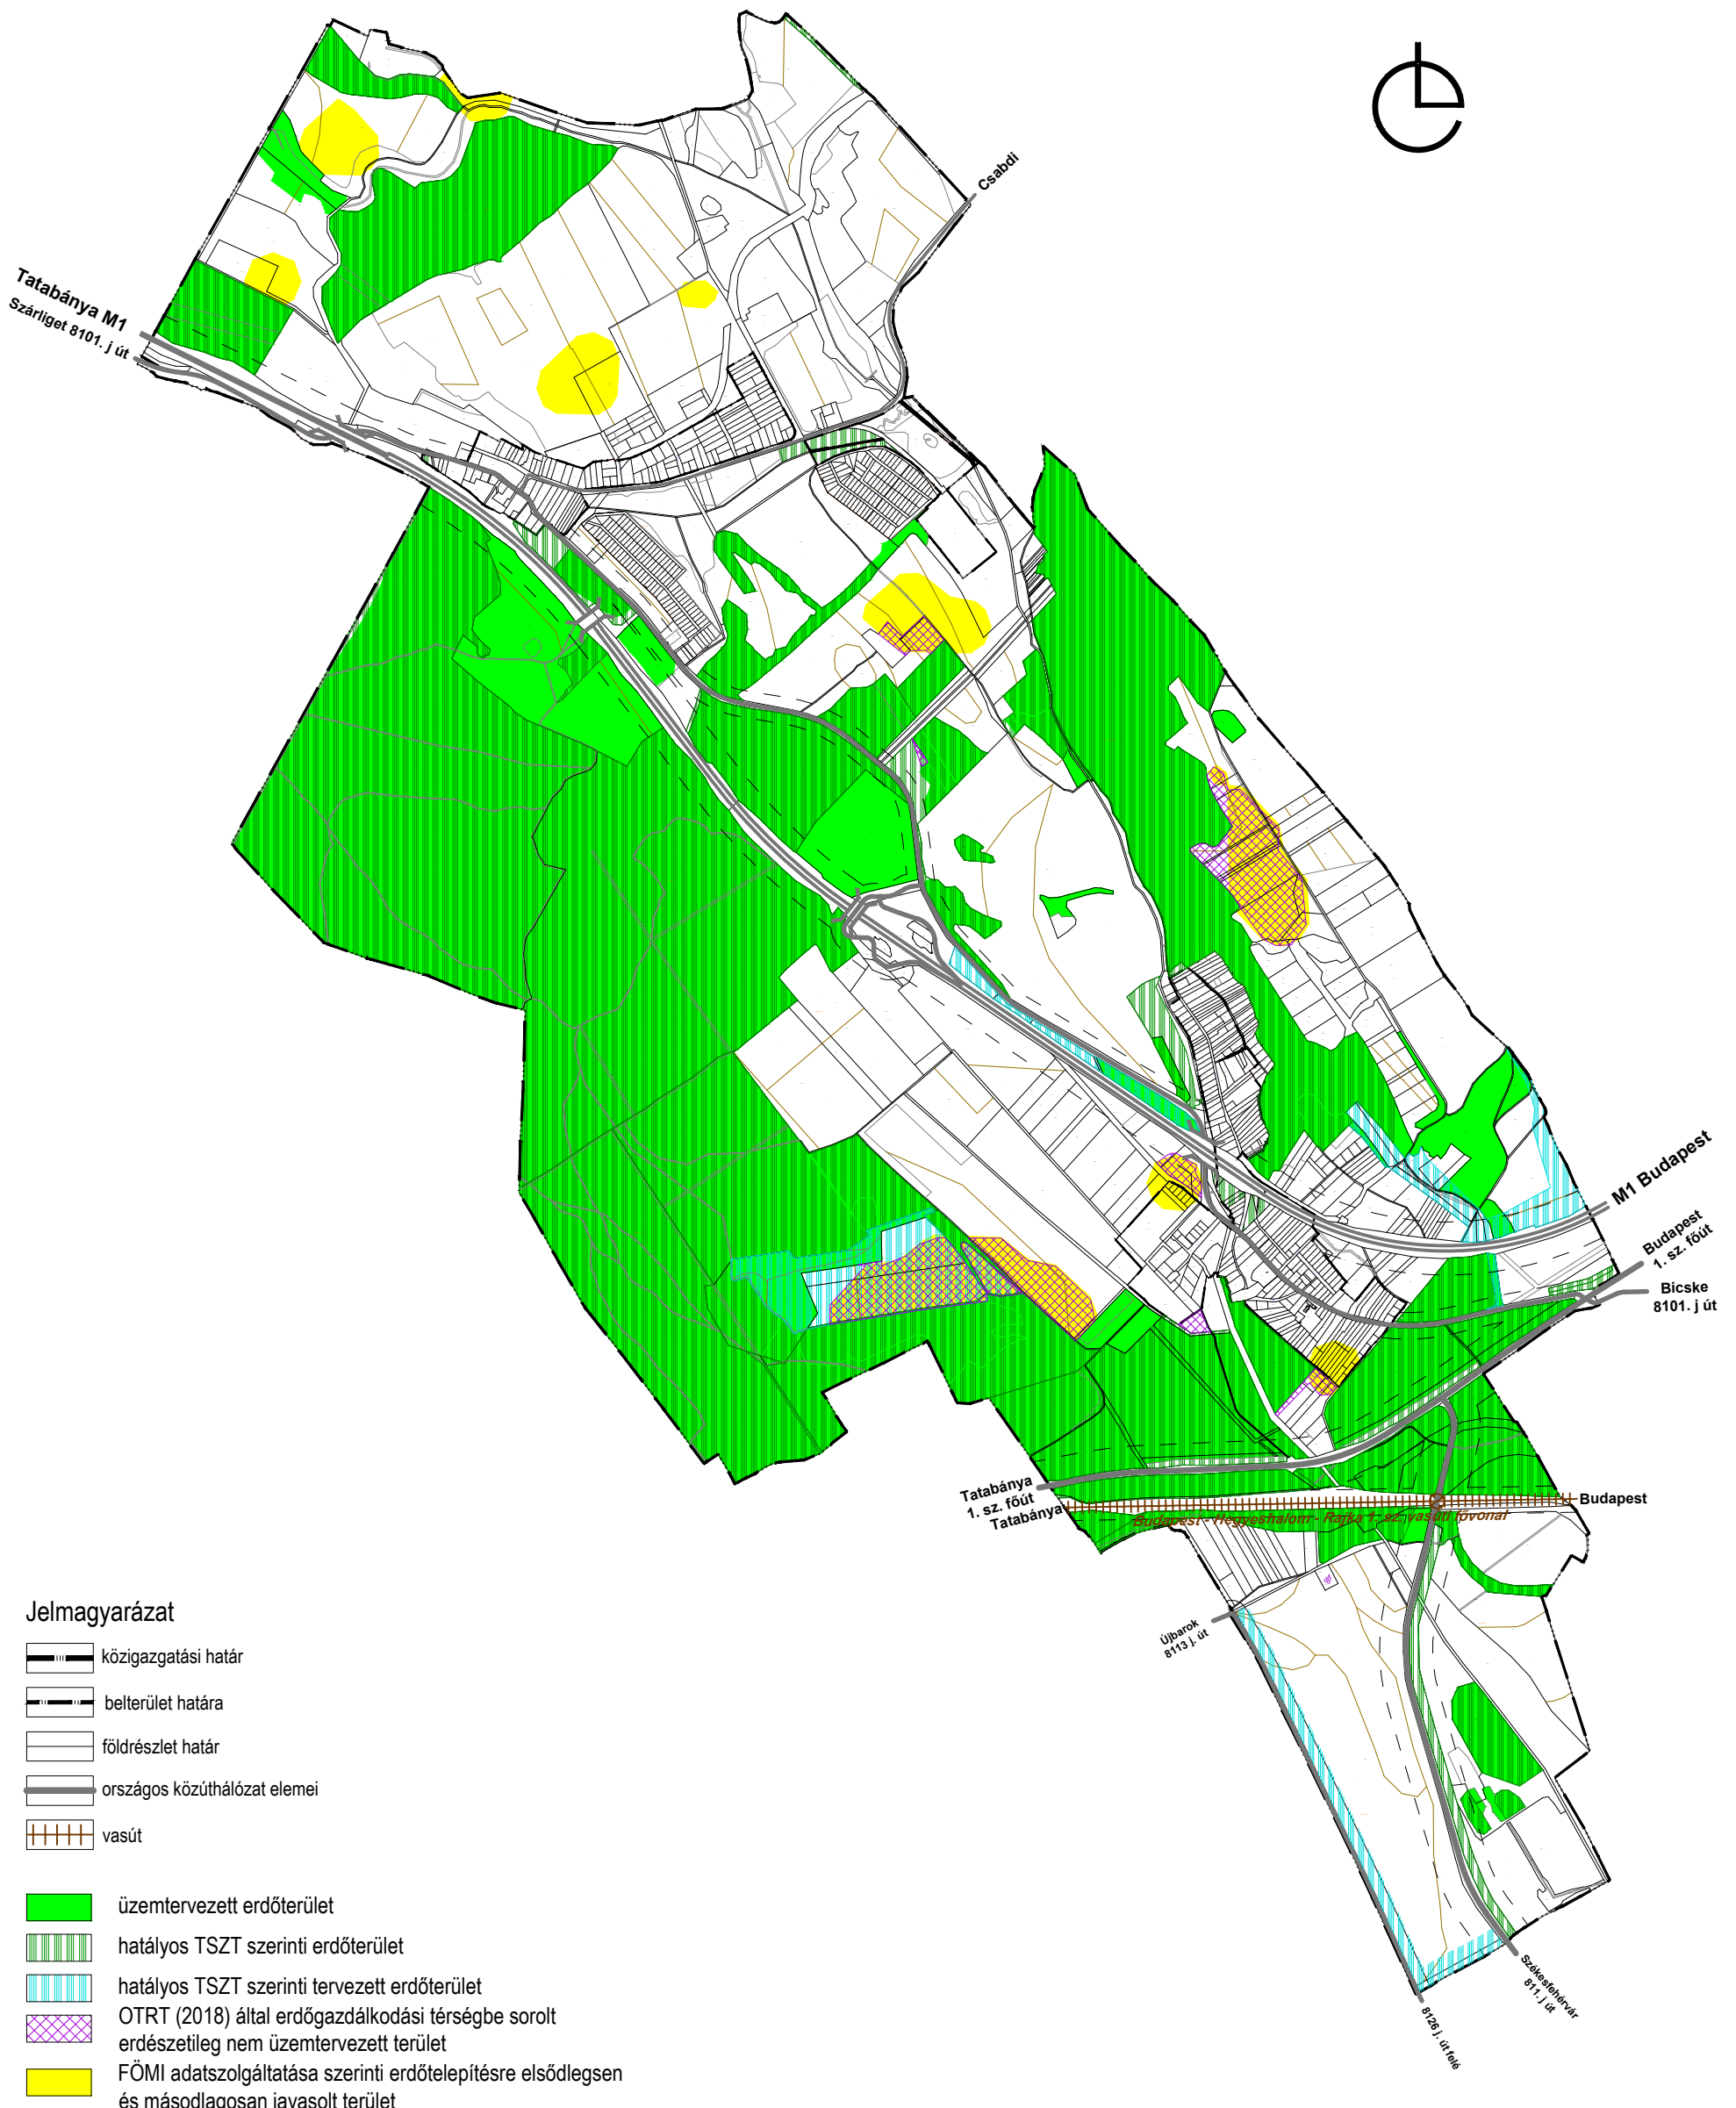 Csabdi
Tatabánya M1
Szárliget 8101. j út
M1 Budapest
Budapest
1. sz. főút
Bicske
8101. j út
Tatabánya
1. sz. főút
Tatabánya
Budapest
Budapest - Hegyeshalom - Rajka 1. sz. vasúti fővonal
Újbarok
8113 j. út
Székesfehérvár
811. j út
8126 j. út felé
Jelmagyarázat
közigazgatási határ
belterület határa
földrészlet határ
országos közúthálózat elemei
vasút
üzemtervezett erdőterület
hatályos TSZT szerinti erdőterület
hatályos TSZT szerinti tervezett erdőterület
OTRT (2018) által erdőgazdálkodási térségbe sorolt
erdészetileg nem üzemtervezett terület
FÖMI adatszolgáltatása szerinti erdőtelepítésre elsődlegsen
és másodlagosan javasolt terület